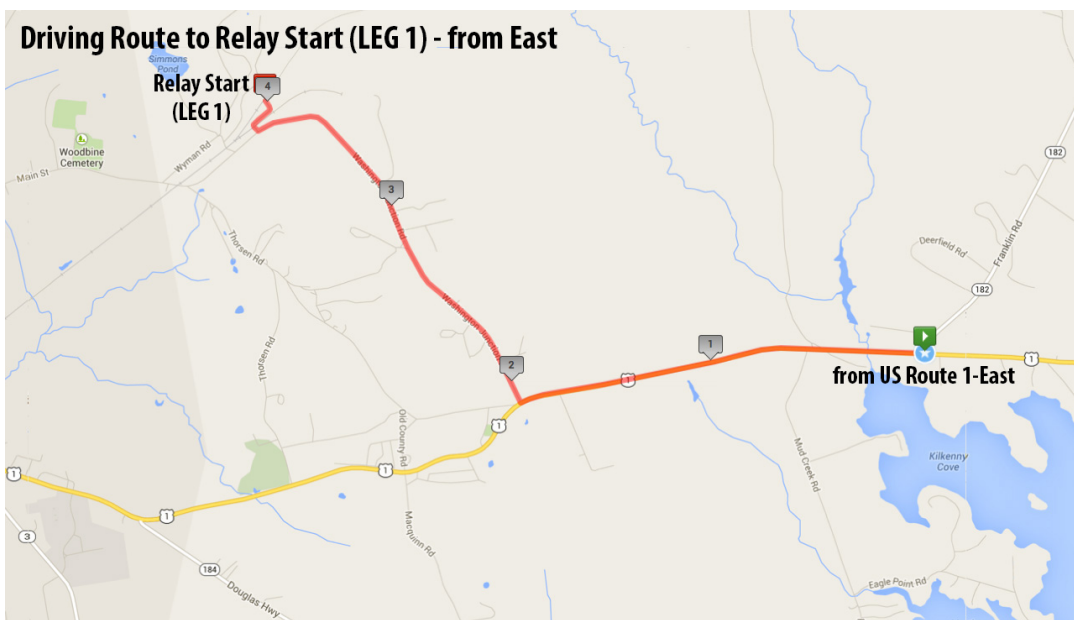 Driving Route to Relay Start (LEG 1) - from East
Simmons
Pond
Relay Start
(LEG 1)
4
Woodbine
Cemetery
Wyman Rd
Main St
182
3
Washington Junction Rd
Deerfield Rd
Franklin Rd
Thorsen Rd
182
Washington Junction
Thorsen Rd
2
1
1
from US Route 1-East
1
1
Old County Rd
1
Mud Creek Rd
Kilkenny
Cove
1
1
1
3
Macquinn Rd
184
Douglas Hwy
Eagle Point Rd